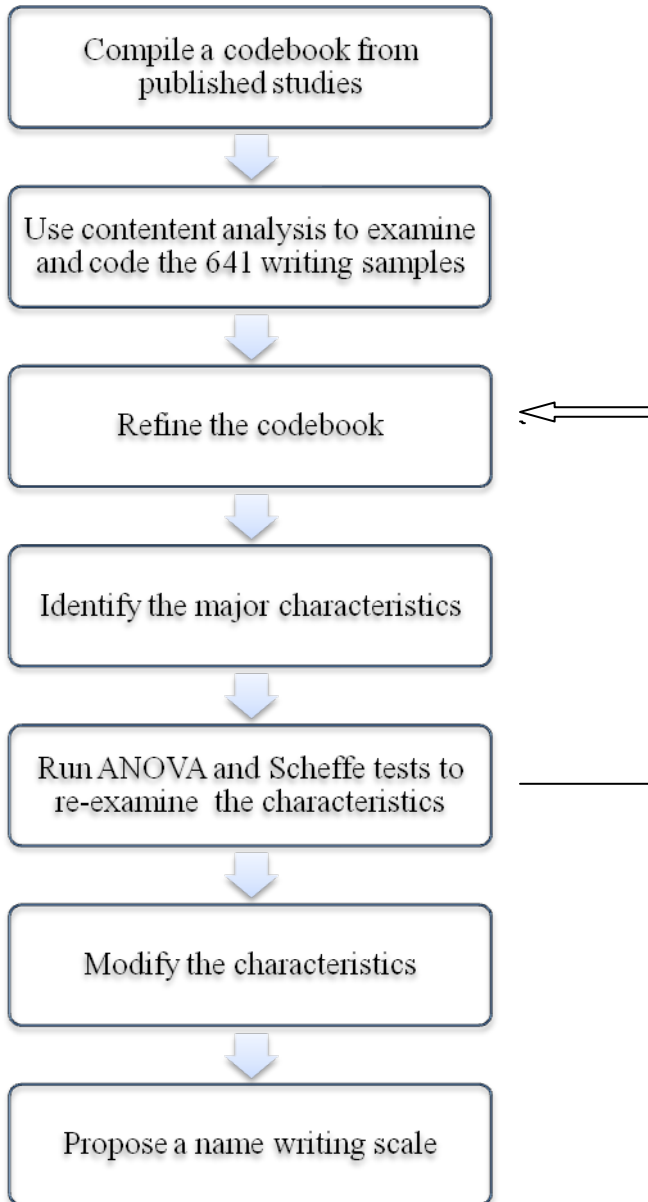 Compile a codebook from
published studies
Use contentent analysis to examine
and code the 641 writing samples
Refine the codebook
Identify the major characteristics
Run ANOVA and Scheffe tests to
re-examine the characteristics
Modify the characteristics
Propose a name writing scale